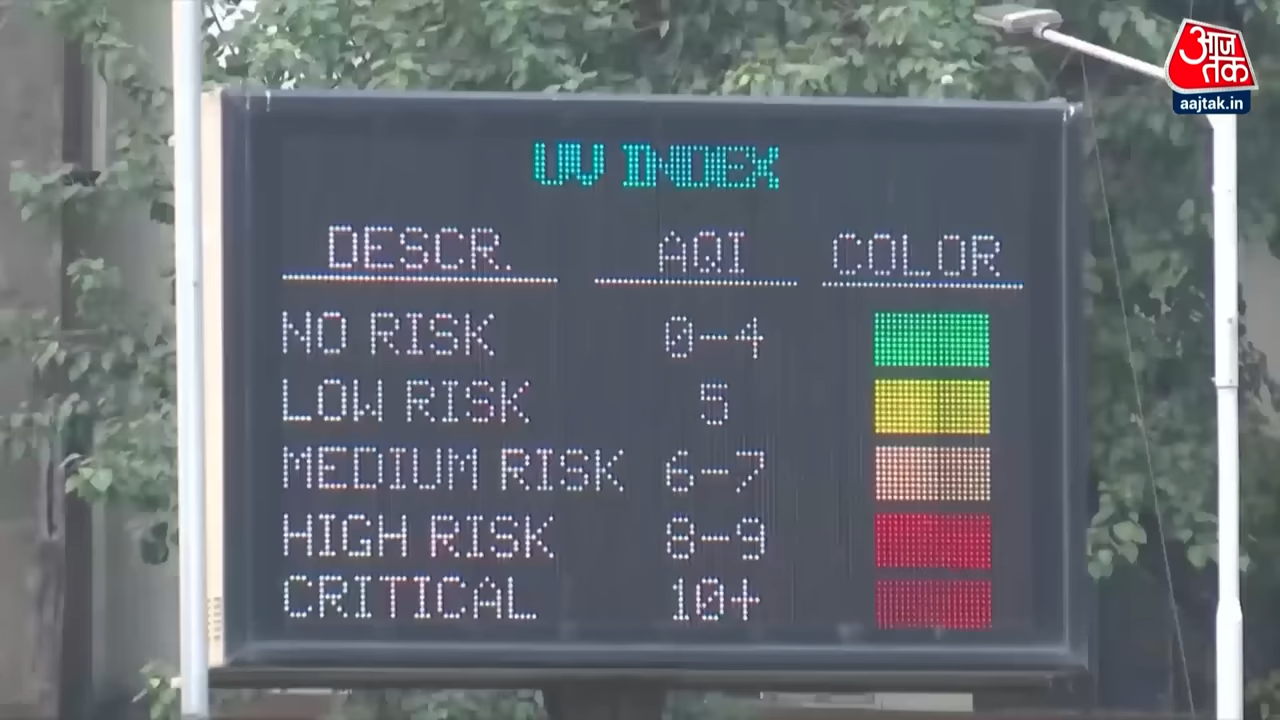 आज
तक
aajtak.in
UV INDEX
DESCR. AQI COLOR
NO RISK 0-4
LOW RISK 5
MEDIUM RISK 6-7
HIGH RISK 8-9
CRITICAL 10+